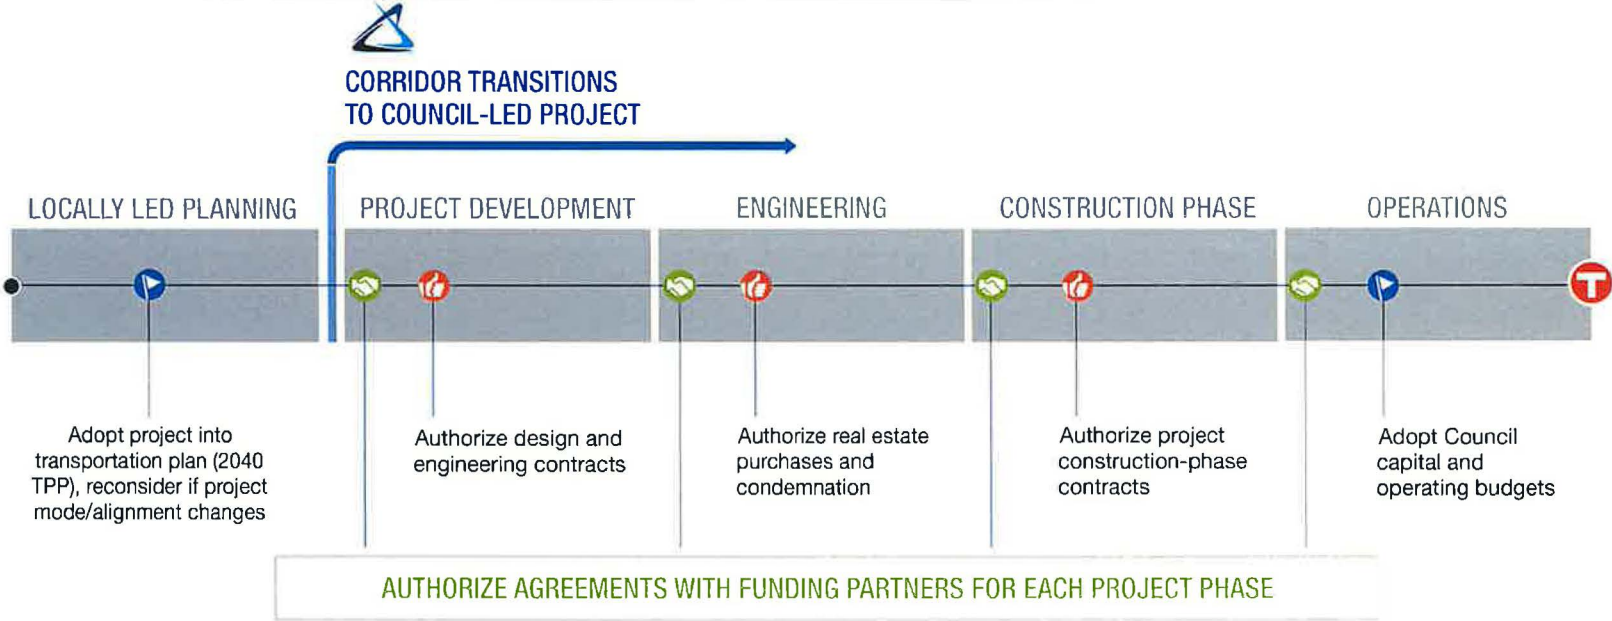 CORRIDOR TRANSITIONS
TO COUNCIL-LED PROJECT
LOCALLY LED PLANNING
PROJECT DEVELOPMENT
ENGINEERING
CONSTRUCTION PHASE
OPERATIONS
T
Adopt project into
transportation plan (2040
TPP), reconsider if project
mode/alignment changes
Authorize design and
engineering contracts
Authorize real estate
purchases and
condemnation
Authorize project
construction-phase
contracts
Adopt Council
capital and
operating budgets
AUTHORIZE AGREEMENTS WITH FUNDING PARTNERS FOR EACH PROJECT PHASE